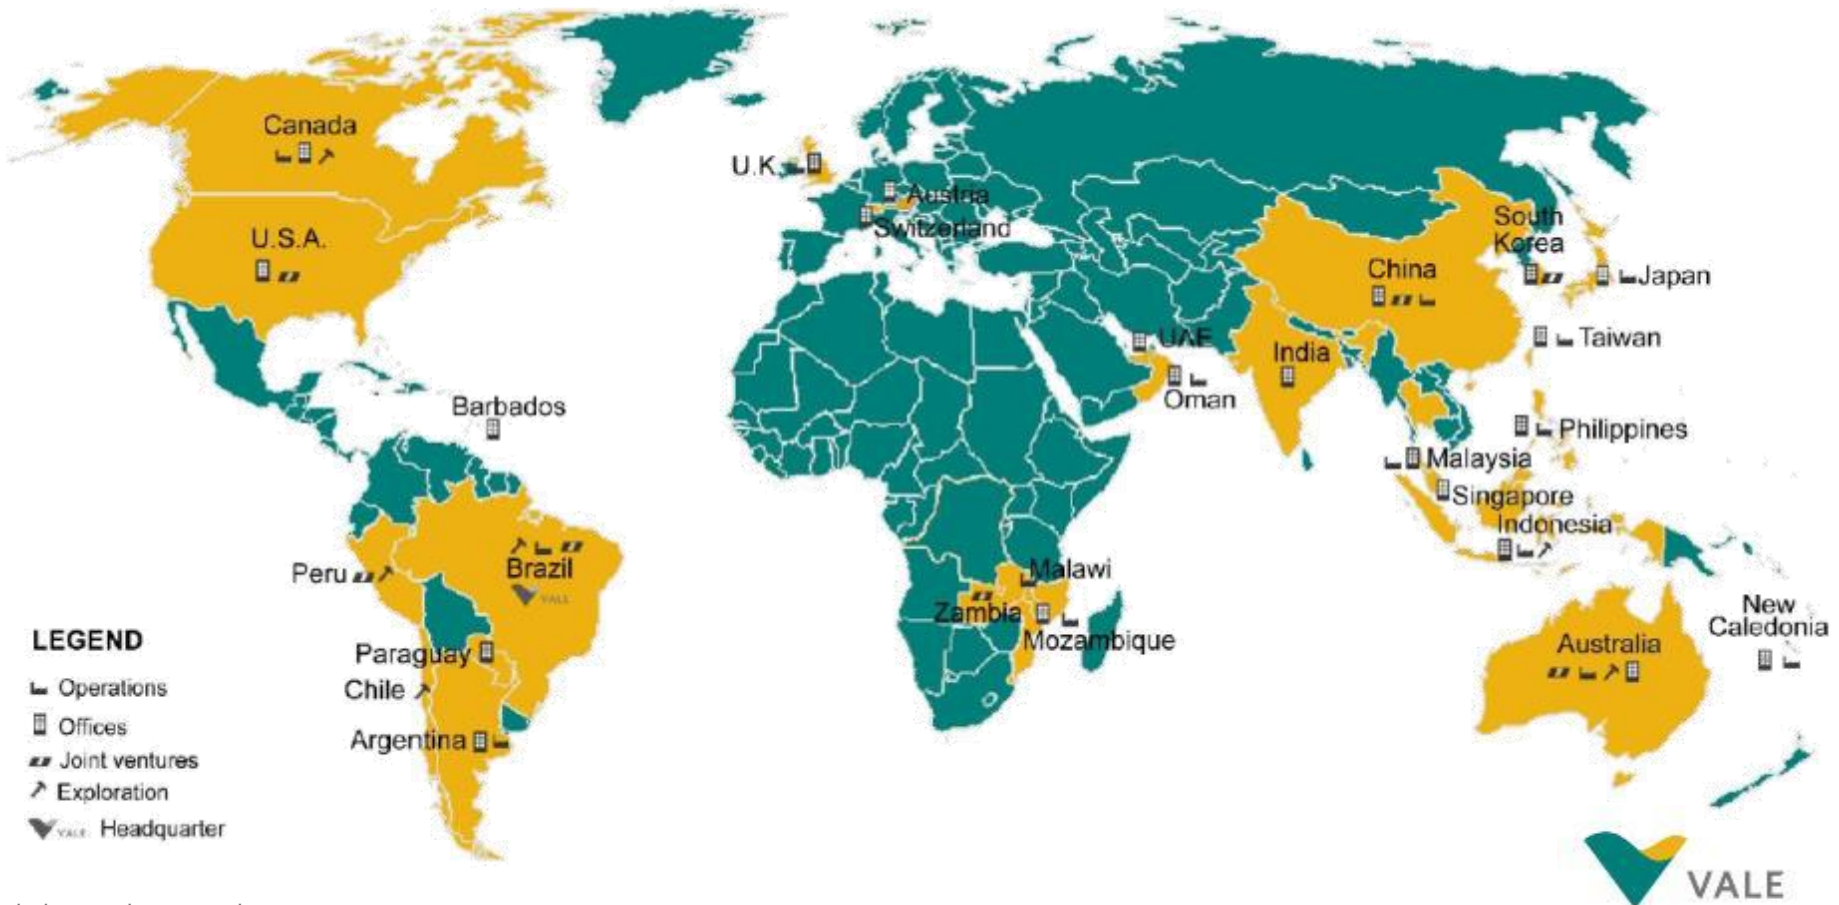 Canada
U.S.A.
U.K.
Austria
Switzerland
South
Korea
China
Japan
UAE
India
Taiwan
Oman
Barbados
Philippines
Malaysia
Singapore
Indonesia
Peru
Brazil
VALE
Malawi
Zambia
Mozambique
New
Caledonia
Australia
Paraguay
Chile
Argentina
LEGEND
Operations
Offices
Joint ventures
Exploration
VALE Headquarter
VALE